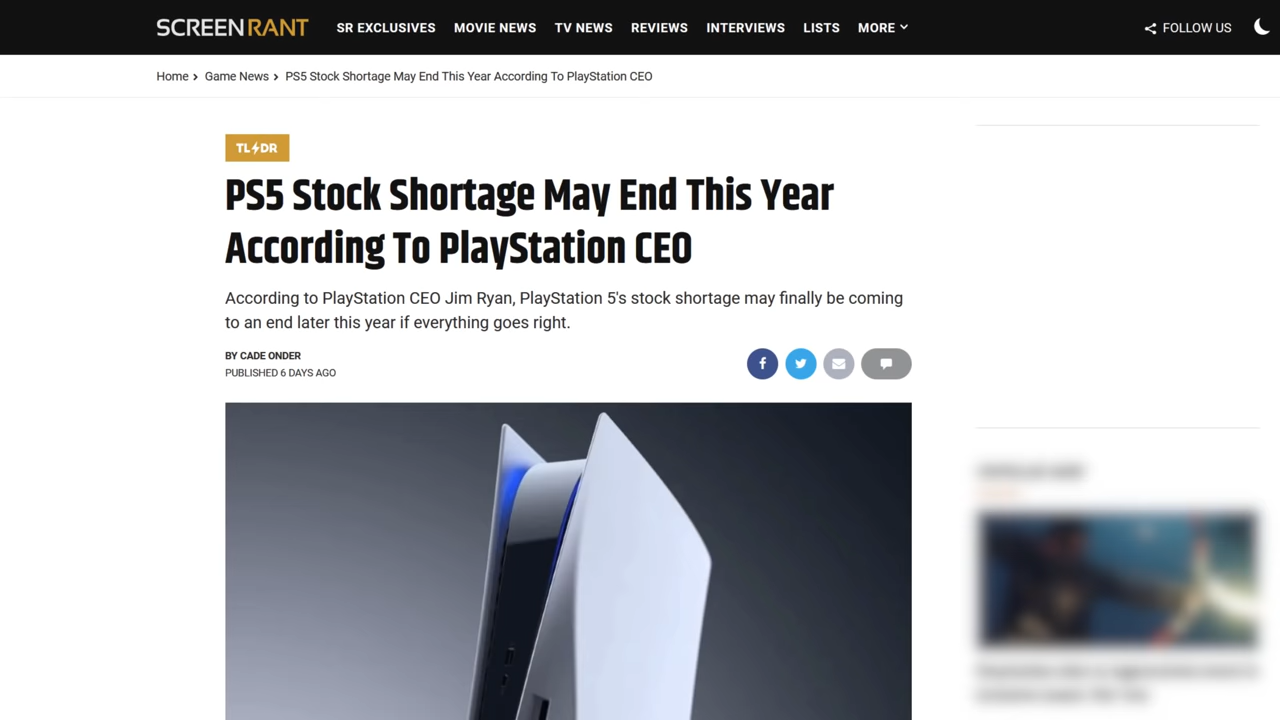 SCREENRANT SR EXCLUSIVES MOVIE NEWS TV NEWS REVIEWS INTERVIEWS LISTS MORE FOLLOW US
Home > Game News > PS5 Stock Shortage May End This Year According To PlayStation CEO
TL DR
PS5 Stock Shortage May End This Year
According To PlayStation CEO
According to PlayStation CEO Jim Ryan, PlayStation 5's stock shortage may finally be coming
to an end later this year if everything goes right.
BY CADE ONDER
PUBLISHED 6 DAYS AGO